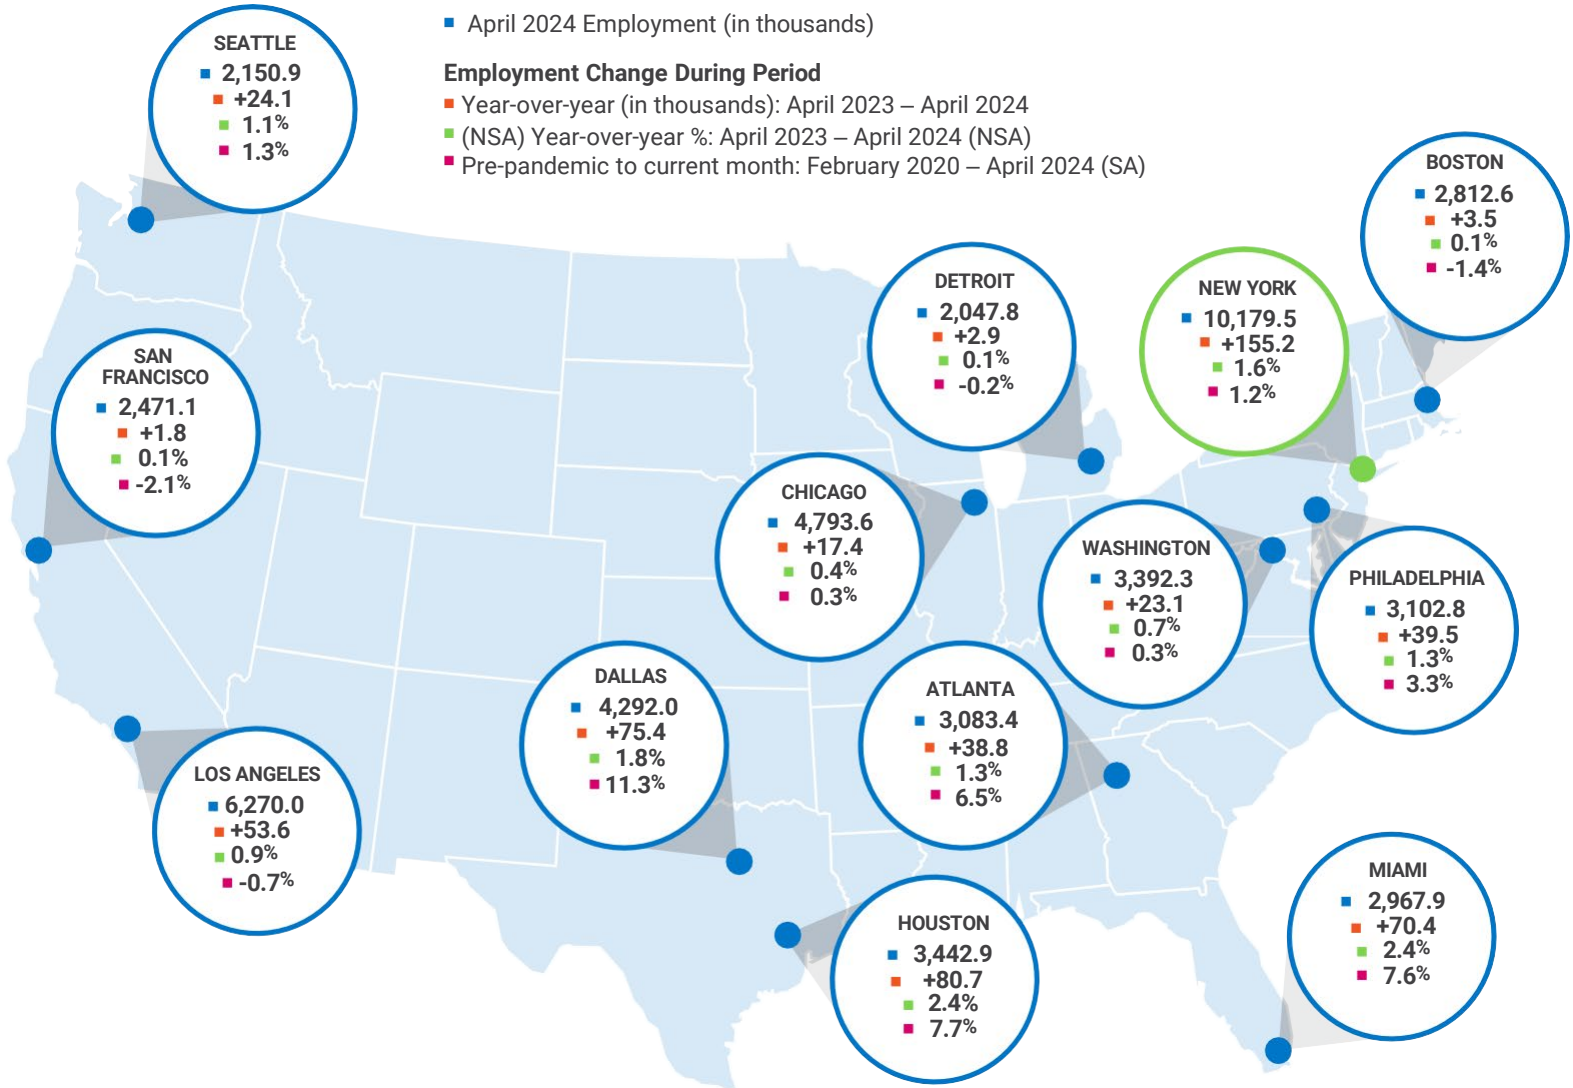 April 2024 Employment (in thousands)
Employment Change During Period
Year-over-year (in thousands): April 2023 – April 2024
(NSA) Year-over-year %: April 2023 – April 2024 (NSA)
Pre-pandemic to current month: February 2020 – April 2024 (SA)
SEATTLE
2,150.9
+24.1
1.1%
1.3%
BOSTON
2,812.6
+3.5
0.1%
-1.4%
DETROIT
2,047.8
+2.9
0.1%
-0.2%
NEW YORK
10,179.5
+155.2
1.6%
1.2%
SAN
FRANCISCO
2,471.1
+1.8
0.1%
-2.1%
CHICAGO
4,793.6
+17.4
0.4%
0.3%
WASHINGTON
3,392.3
+23.1
0.7%
0.3%
PHILADELPHIA
3,102.8
+39.5
1.3%
3.3%
DALLAS
4,292.0
+75.4
1.8%
11.3%
ATLANTA
3,083.4
+38.8
1.3%
6.5%
LOS ANGELES
6,270.0
+53.6
0.9%
-0.7%
HOUSTON
3,442.9
+80.7
2.4%
7.7%
MIAMI
2,967.9
+70.4
2.4%
7.6%